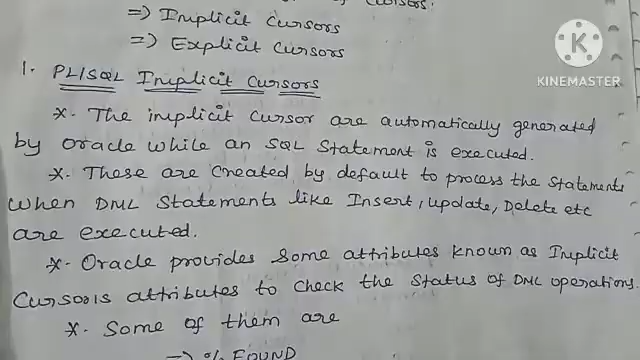 of cursors.
=> Implicit Cursors
=> Explicit Cursors
1. PL/SQL Implicit Cursors
*. The implicit cursor are automatically generated
by Oracle while an SQL Statement is executed.
*. These are created by default to process the statements
when DML Statements like Insert, update, Delete etc
are executed.
*. Oracle provides some attributes known as Implicit
Cursors attributes to check the status of DML operations.
*. Some of them are
=> % FOUND
K
KINEMASTER